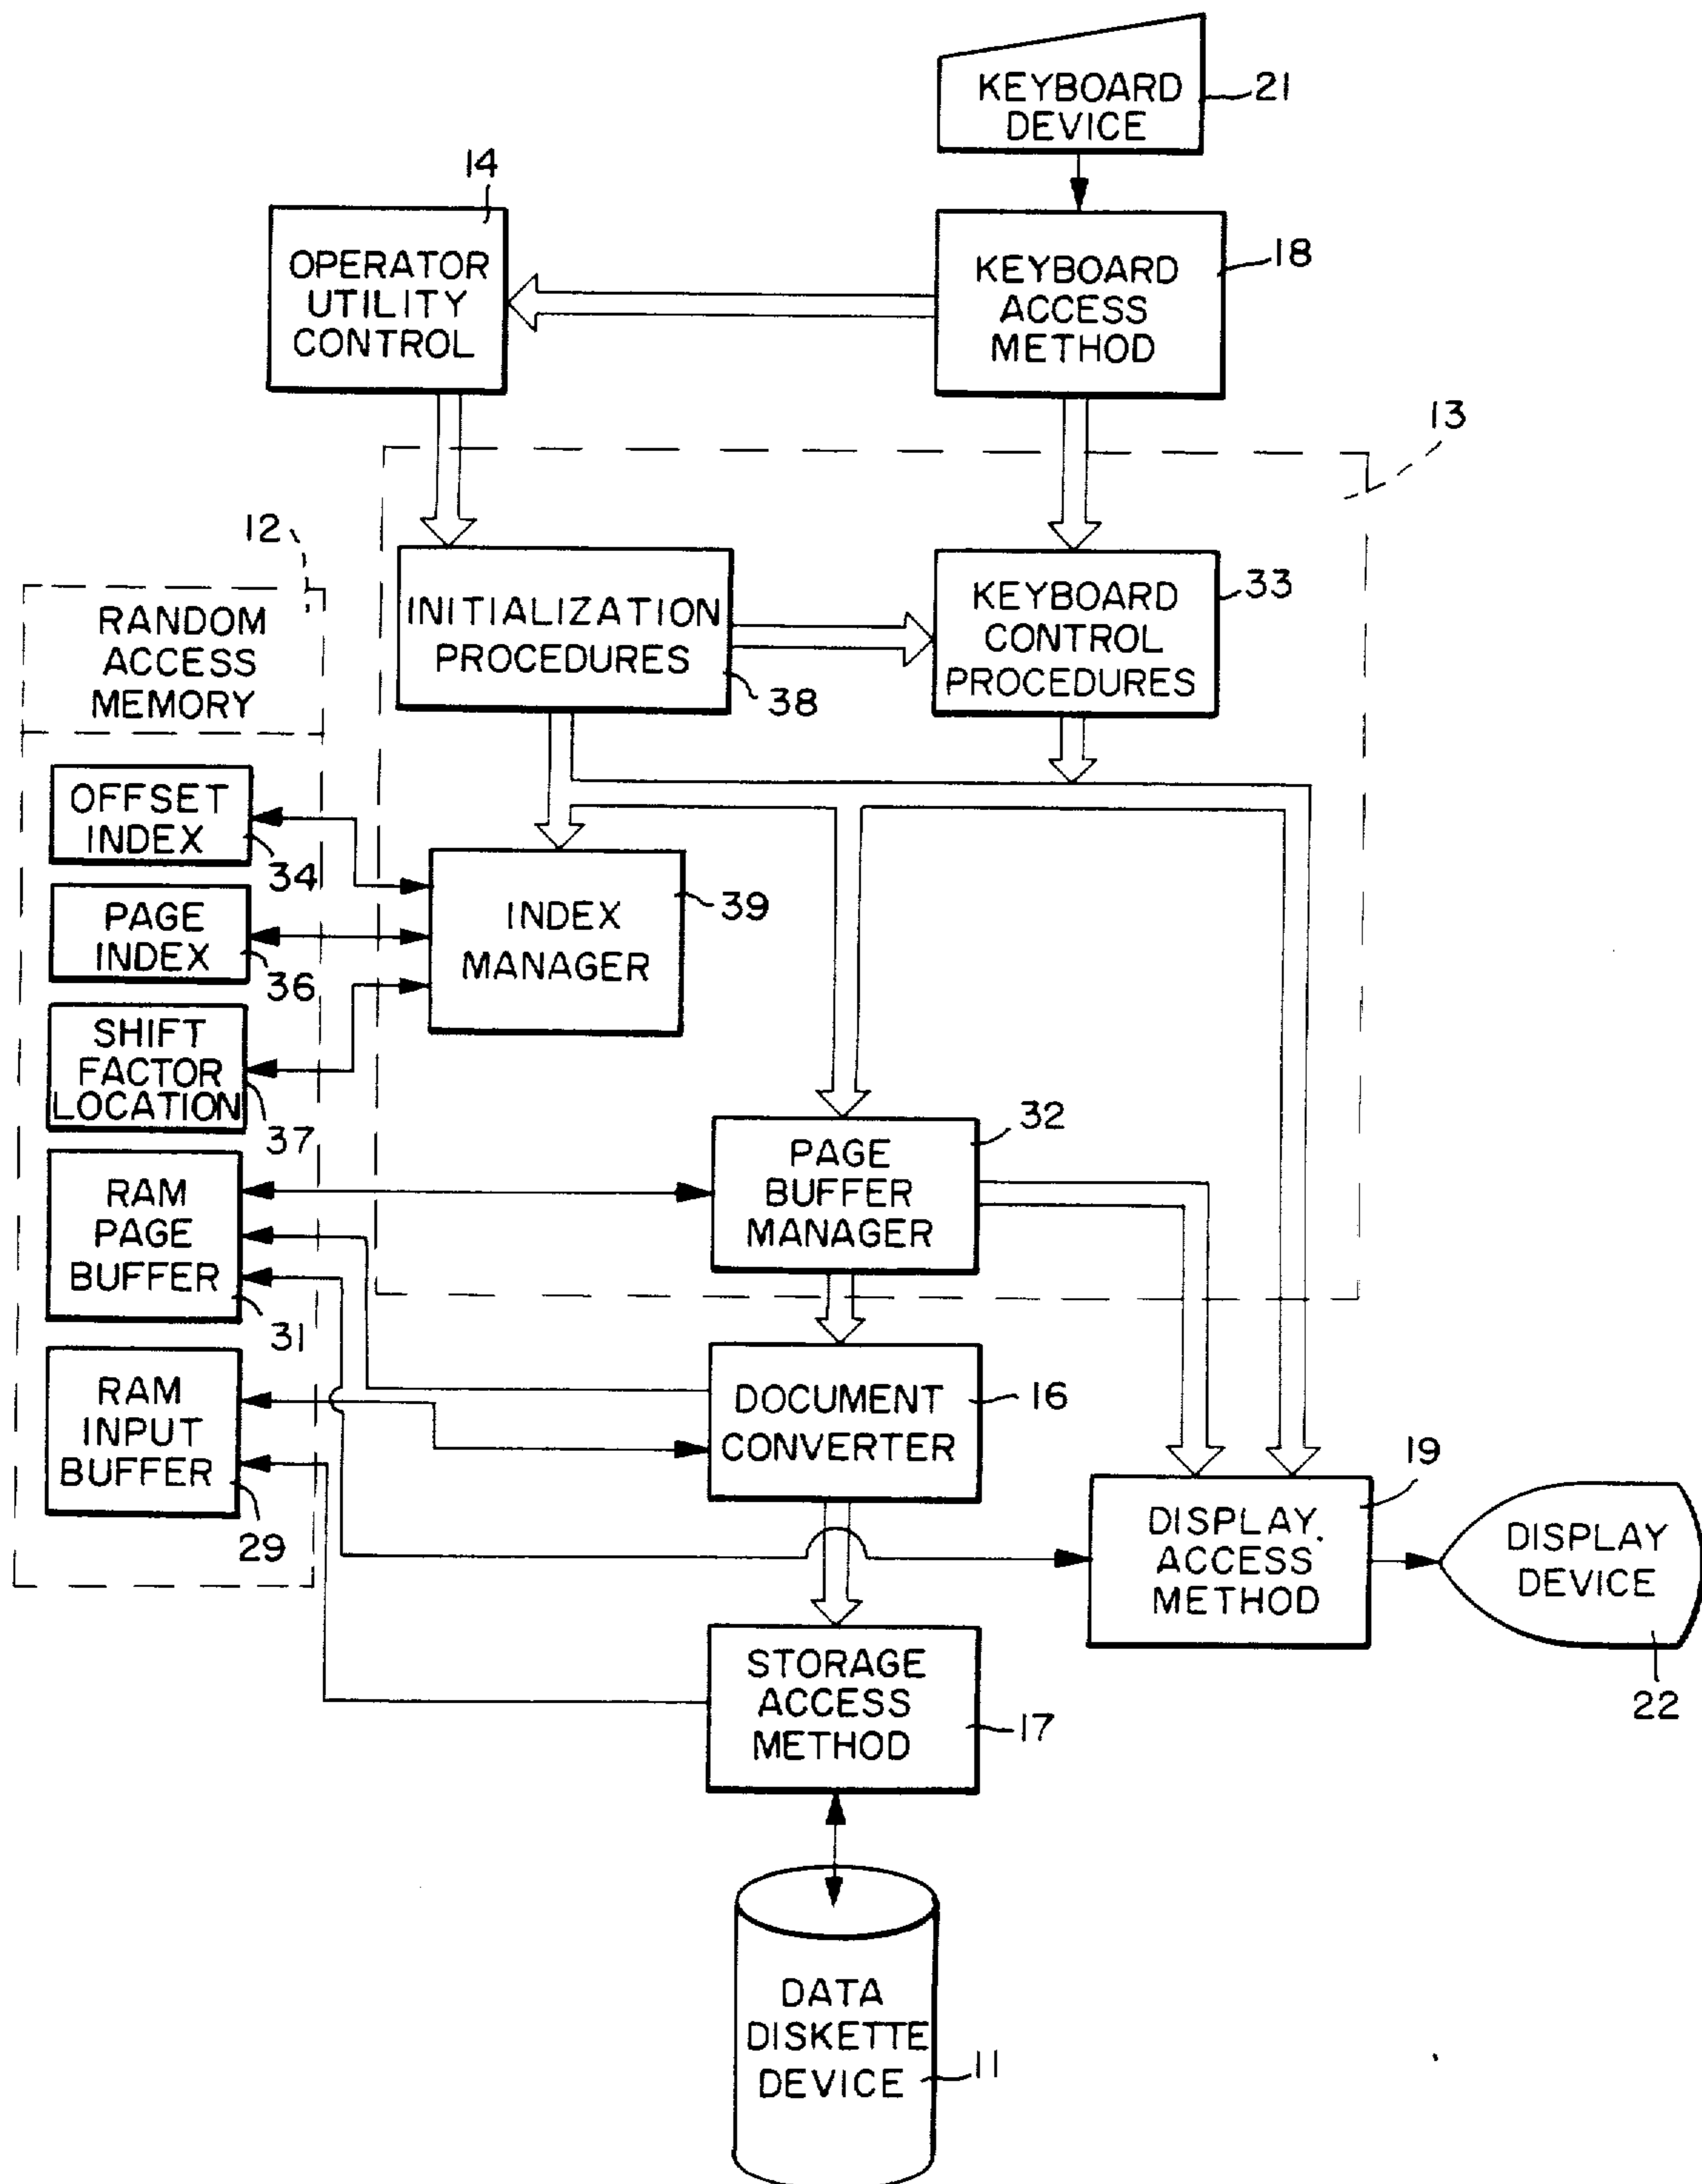 KEYBOARD
DEVICE
21
14
OPERATOR
UTILITY
CONTROL
KEYBOARD
ACCESS
METHOD
18
13
12
RANDOM
ACCESS
MEMORY
INITIALIZATION
PROCEDURES
38
KEYBOARD
CONTROL
PROCEDURES
33
OFFSET
INDEX
34
PAGE
INDEX
36
SHIFT
FACTOR
LOCATION
37
INDEX
MANAGER
39
RAM
PAGE
BUFFER
31
PAGE
BUFFER
MANAGER
32
RAM
INPUT
BUFFER
29
DOCUMENT
CONVERTER
16
DISPLAY
ACCESS
METHOD
19
DISPLAY
DEVICE
22
STORAGE
ACCESS
METHOD
17
DATA
DISKETTE
DEVICE
11